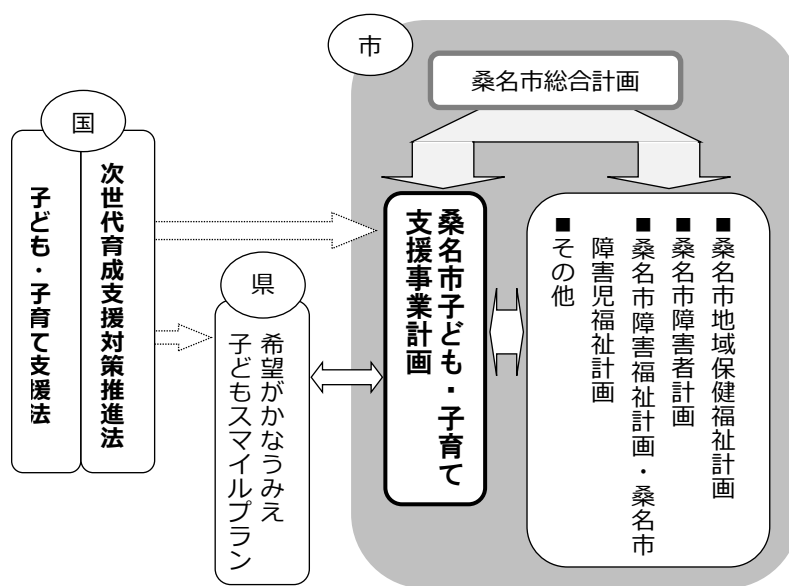 市
桑名市総合計画
国
次世代育成支援対策推進法
子ども・子育て支援法
県
希望がかなうみえ
子どもスマイルプラン
桑名市子ども・子育て
支援事業計画
■桑名市地域保健福祉計画
■桑名市障害者計画
■桑名市障害福祉計画・桑名市
障害児福祉計画
■その他